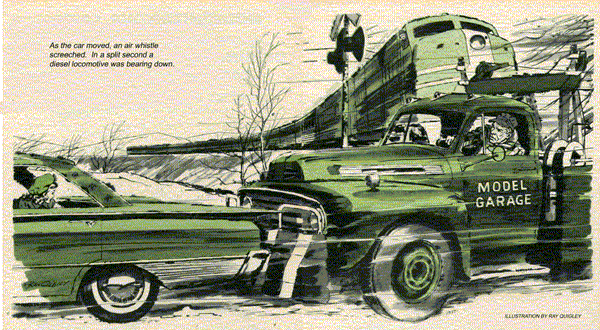 As the car moved, an air whistle
screeched. In a split second a
diesel locomotive was bearing down.
MODEL
GARAGE
ILLUSTRATION BY RAY QUIGLEY